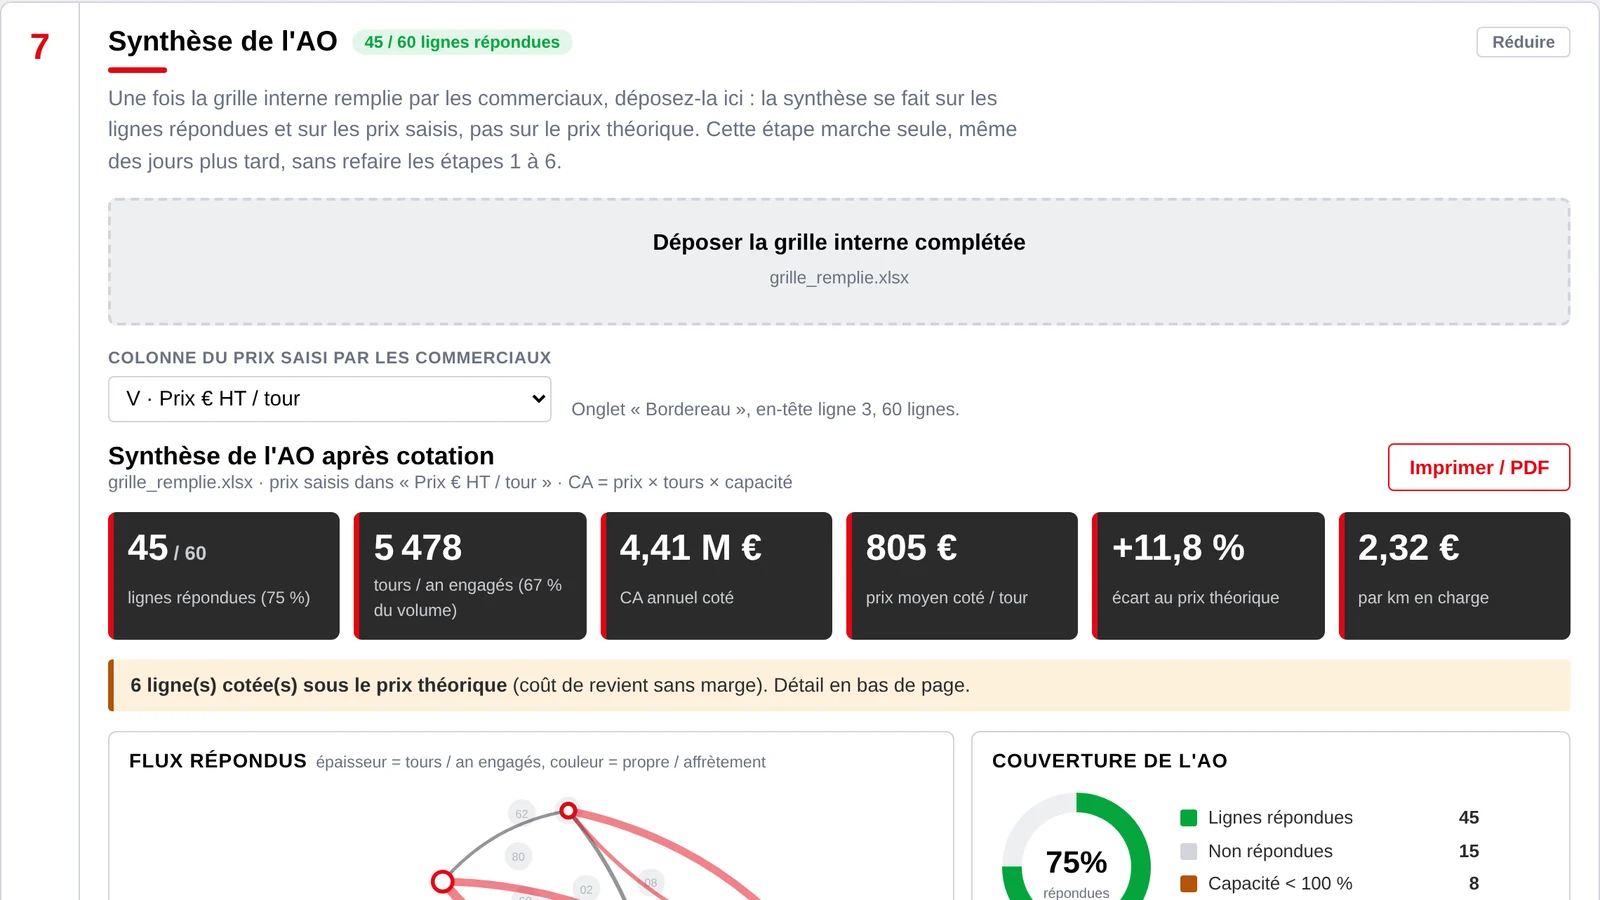 7
Synthèse de l'AO
45 / 60 lignes répondues
Réduire
Une fois la grille interne remplie par les commerciaux, déposez-la ici : la synthèse se fait sur les
lignes répondues et sur les prix saisis, pas sur le prix théorique. Cette étape marche seule, même
des jours plus tard, sans refaire les étapes 1 à 6.
Déposer la grille interne complétée
grille_remplie.xlsx
COLONNE DU PRIX SAISI PAR LES COMMERCIAUX
V · Prix € HT / tour
Onglet « Bordereau », en-tête ligne 3, 60 lignes.
Synthèse de l'AO après cotation
grille_remplie.xlsx · prix saisis dans « Prix € HT / tour » · CA = prix × tours × capacité
Imprimer / PDF
45 / 60
lignes répondues (75 %)
5 478
tours / an engagés (67 %
du volume)
4,41 M €
CA annuel coté
805 €
prix moyen coté / tour
+11,8 %
écart au prix théorique
2,32 €
par km en charge
6 ligne(s) cotée(s) sous le prix théorique (coût de revient sans marge). Détail en bas de page.
FLUX RÉPONDUS épaisseur = tours / an engagés, couleur = propre / affrètement
62
80
02
08
COUVERTURE DE L'AO
75%
répondues
Lignes répondues 45
Non répondues 15
Capacité < 100 % 8